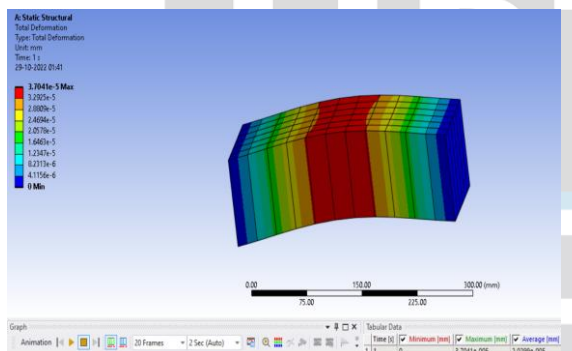 A: Static Structural
Total Deformation
Type: Total Deformation
Unit: mm
Time: 1 s
29-10-2022 01:41
3.7041e-5 Max
3.2925e-5
2.8809e-5
2.4694e-5
2.0578e-5
1.6463e-5
1.2347e-5
8.2313e-6
4.1156e-6
0 Min
0.00 150.00 300.00 (mm)
75.00 225.00
Graph
Tabular Data
Animation 20 Frames 2 Sec (Auto)
Time [s] Minimum [mm] Maximum [mm] Average [mm]